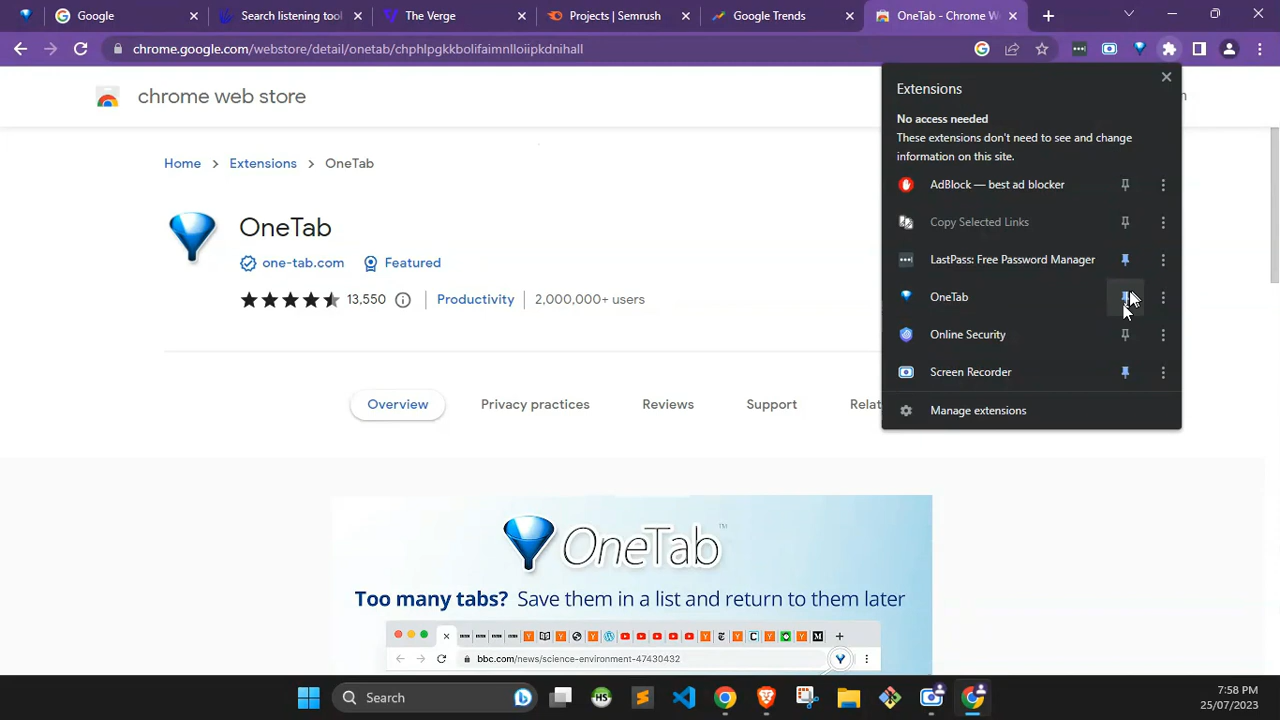 Google
Search listening tool
The Verge
Projects | Semrush
Google Trends
OneTab - Chrome W
chrome.google.com/webstore/detail/onetab/chphlpgkkbolifaimnlloiipkdnihall
chrome web store
Extensions
No access needed
These extensions don't need to see and change
information on this site.
AdBlock — best ad blocker
Copy Selected Links
LastPass: Free Password Manager
OneTab
Online Security
Screen Recorder
Manage extensions
Home > Extensions > OneTab
OneTab
one-tab.com Featured
13,550 Productivity 2,000,000+ users
Overview Privacy practices Reviews Support Relat
OneTab™
Too many tabs? Save them in a list and return to them later
bbc.com/news/science-environment-47430432
Search
HS
7:58 PM
25/07/2023